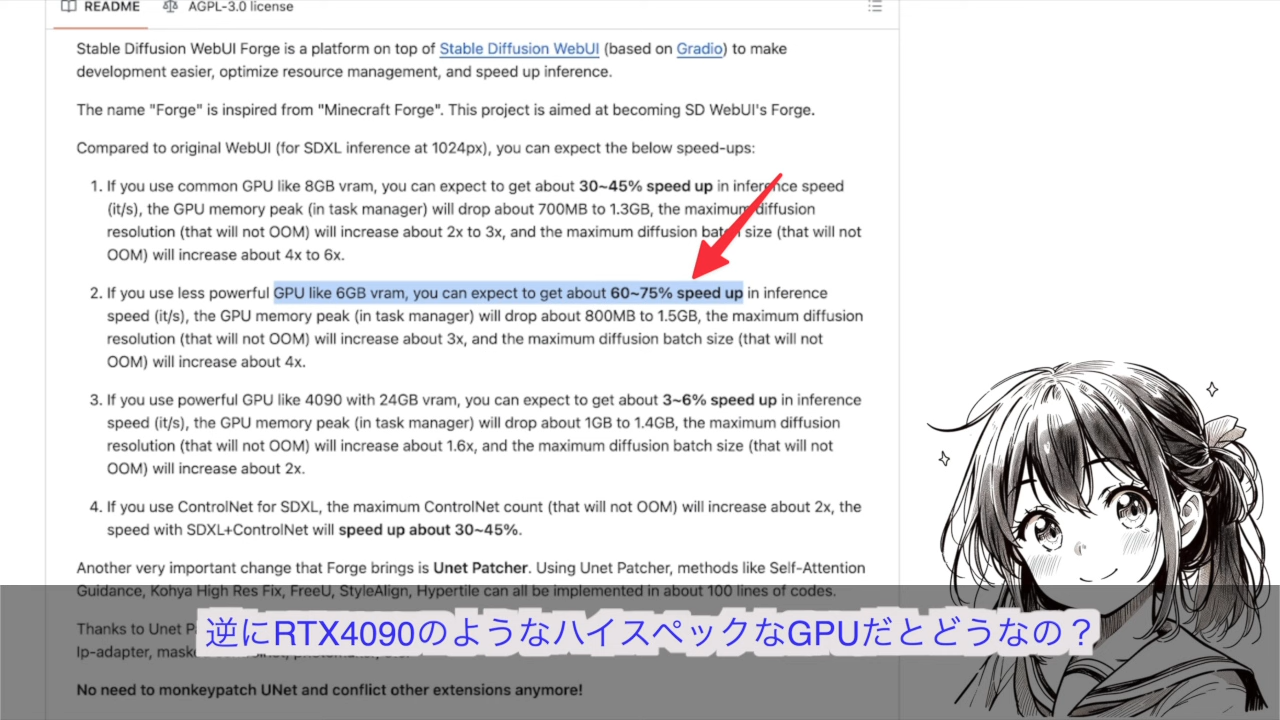 README AGPL-3.0 license
Stable Diffusion WebUI Forge is a platform on top of Stable Diffusion WebUI (based on Gradio) to make
development easier, optimize resource management, and speed up inference.
The name "Forge" is inspired from "Minecraft Forge". This project is aimed at becoming SD WebUI's Forge.
Compared to original WebUI (for SDXL inference at 1024px), you can expect the below speed-ups:
1. If you use common GPU like 8GB vram, you can expect to get about 30~45% speed up in inference speed
(it/s), the GPU memory peak (in task manager) will drop about 700MB to 1.3GB, the maximum diffusion
resolution (that will not OOM) will increase about 2x to 3x, and the maximum diffusion batch size (that will not
OOM) will increase about 4x to 6x.
2. If you use less powerful GPU like 6GB vram, you can expect to get about 60~75% speed up in inference
speed (it/s), the GPU memory peak (in task manager) will drop about 800MB to 1.5GB, the maximum diffusion
resolution (that will not OOM) will increase about 3x, and the maximum diffusion batch size (that will not
OOM) will increase about 4x.
3. If you use powerful GPU like 4090 with 24GB vram, you can expect to get about 3~6% speed up in inference
speed (it/s), the GPU memory peak (in task manager) will drop about 1GB to 1.4GB, the maximum diffusion
resolution (that will not OOM) will increase about 1.6x, and the maximum diffusion batch size (that will not
OOM) will increase about 2x.
4. If you use ControlNet for SDXL, the maximum ControlNet count (that will not OOM) will increase about 2x, the
speed with SDXL+ControlNet will speed up about 30~45%.
Another very important change that Forge brings is Unet Patcher. Using Unet Patcher, methods like Self-Attention
Guidance, Kohya High Res Fix, FreeU, StyleAlign, Hypertile can all be implemented in about 100 lines of codes.
Thanks to Unet
逆にRTX4090のようなハイスペックなGPUだとどうなの？
Ip-adapter,
No need to monkeypatch UNet and conflict other extensions anymore!